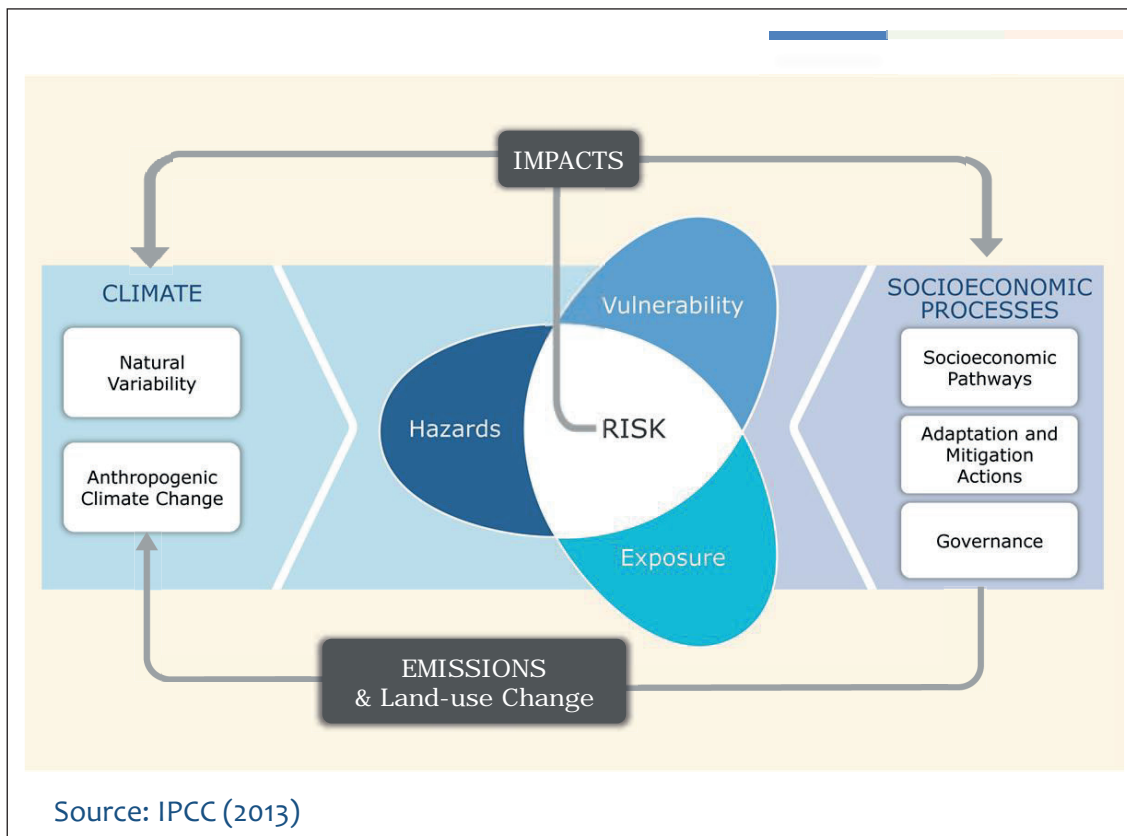 IMPACTS
CLIMATE
Natural
Variability
Anthropogenic
Climate Change
Vulnerability
Hazards
RISK
Exposure
SOCIOECONOMIC
PROCESSES
Socioeconomic
Pathways
Adaptation and
Mitigation
Actions
Governance
EMISSIONS
& Land-use Change
Source: IPCC (2013)